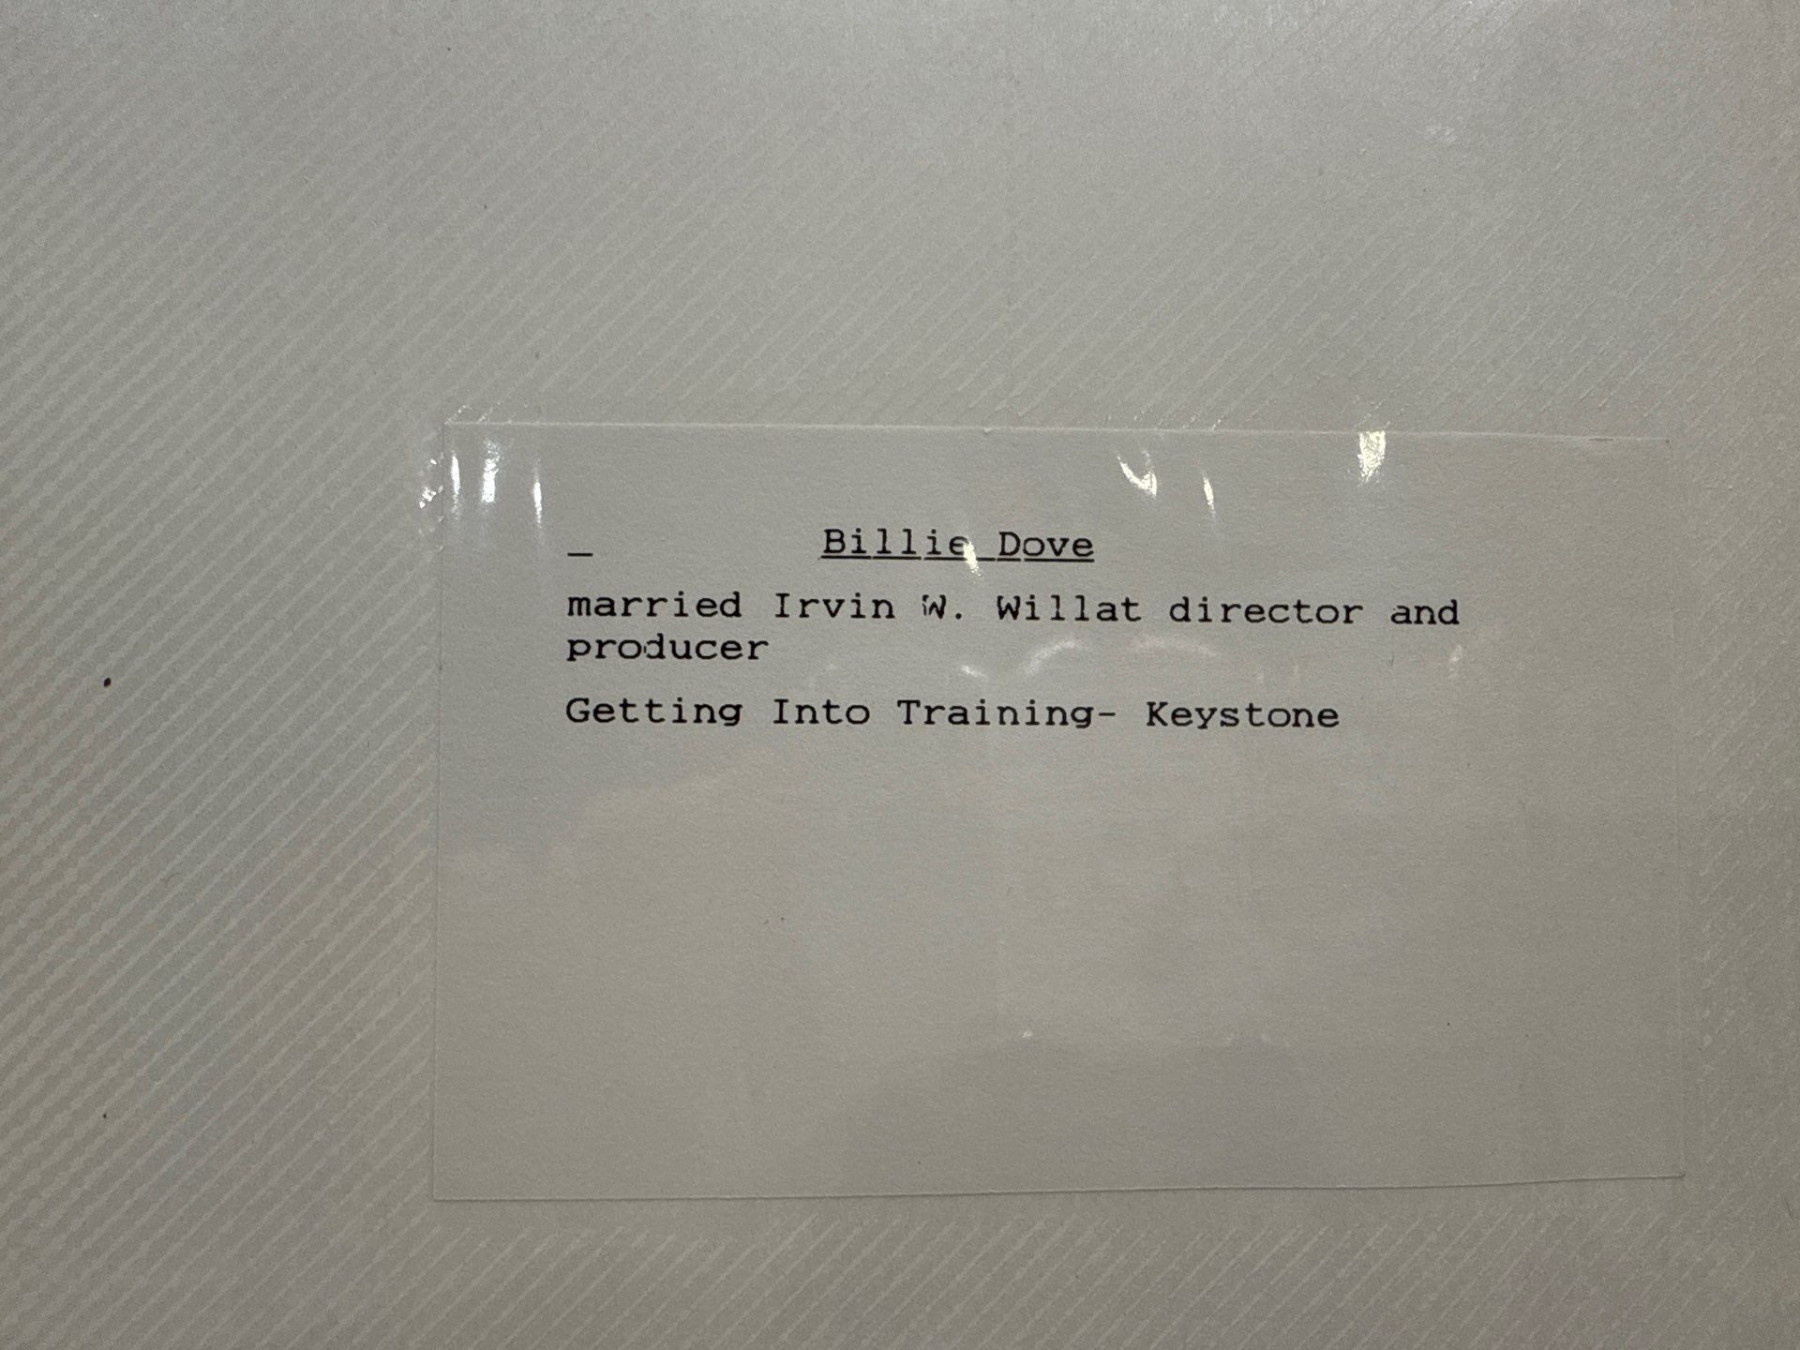 _ Billie Dove
married Irvin W. Willat director and
producer
Getting Into Training- Keystone